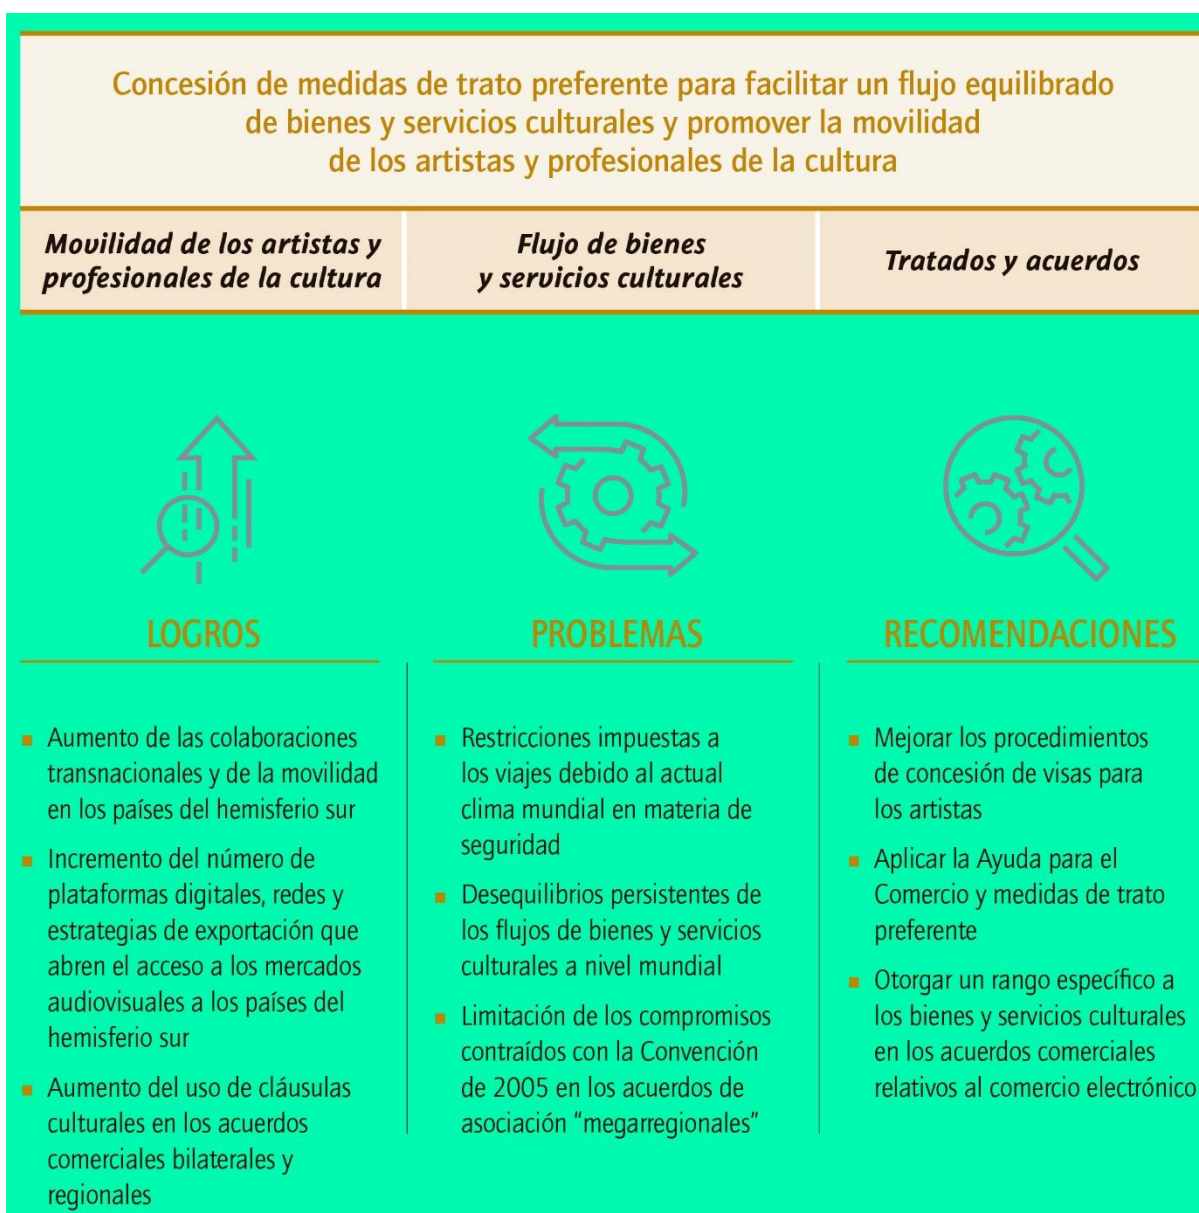 Concesión de medidas de trato preferente para facilitar un flujo equilibrado
de bienes y servicios culturales y promover la movilidad
de los artistas y profesionales de la cultura
Movilidad de los artistas y
profesionales de la cultura
Flujo de bienes
y servicios culturales
Tratados y acuerdos
LOGROS
■ Aumento de las colaboraciones
transnacionales y de la movilidad
en los países del hemisferio sur
■ Incremento del número de
plataformas digitales, redes y
estrategias de exportación que
abren el acceso a los mercados
audiovisuales a los países del
hemisferio sur
■ Aumento del uso de cláusulas
culturales en los acuerdos
comerciales bilaterales y
regionales
PROBLEMAS
■ Restricciones impuestas a
los viajes debido al actual
clima mundial en materia de
seguridad
■ Desequilibrios persistentes de
los flujos de bienes y servicios
culturales a nivel mundial
■ Limitación de los compromisos
contraídos con la Convención
de 2005 en los acuerdos de
asociación “megarregionales”
RECOMENDACIONES
■ Mejorar los procedimientos
de concesión de visas para
los artistas
■ Aplicar la Ayuda para el
Comercio y medidas de trato
preferente
■ Otorgar un rango específico a
los bienes y servicios culturales
en los acuerdos comerciales
relativos al comercio electrónico